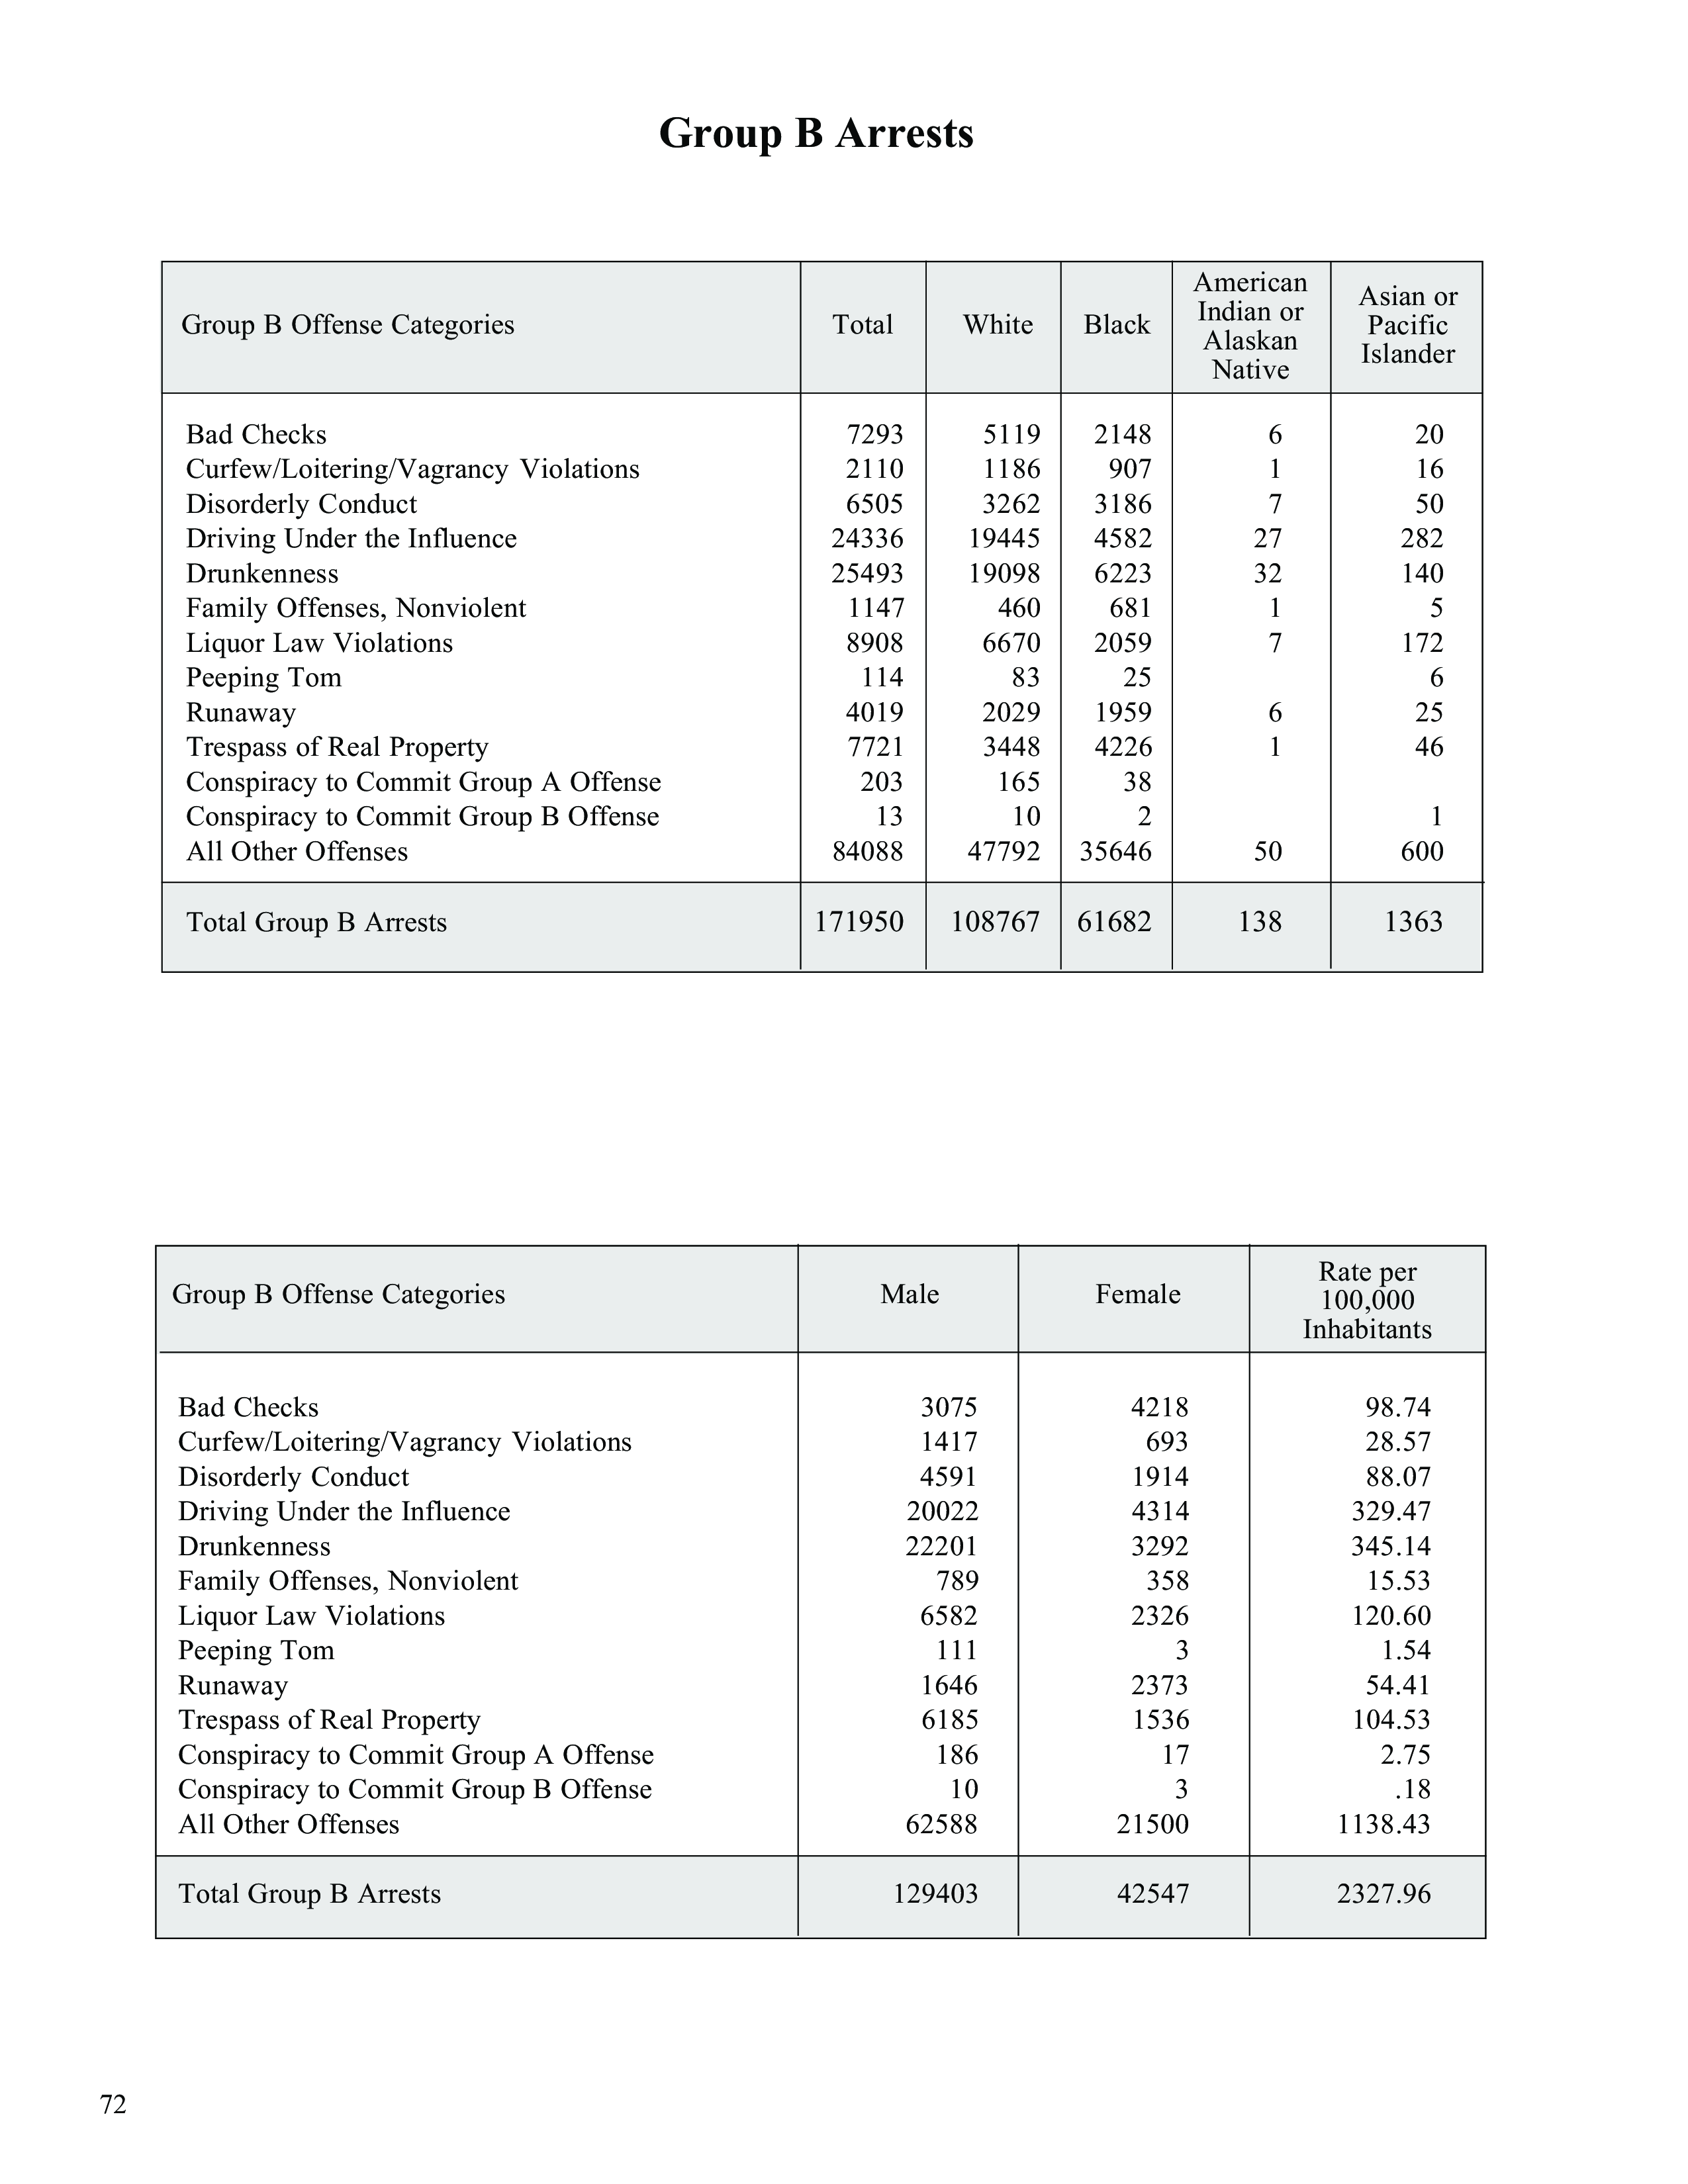 Group B Arrests
Group B Offense Categories Total White Black American Indian or Alaskan Native Asian or Pacific Islander
Bad Checks 7293 5119 2148 6 20
Curfew/Loitering/Vagrancy Violations 2110 1186 907 1 16
Disorderly Conduct 6505 3262 3186 7 50
Driving Under the Influence 24336 19445 4582 27 282
Drunkenness 25493 19098 6223 32 140
Family Offenses, Nonviolent 1147 460 681 1 5
Liquor Law Violations 8908 6670 2059 7 172
Peeping Tom 114 83 25 6
Runaway 4019 2029 1959 6 25
Trespass of Real Property 7721 3448 4226 1 46
Conspiracy to Commit Group A Offense 203 165 38
Conspiracy to Commit Group B Offense 13 10 2 1
All Other Offenses 84088 47792 35646 50 600
Total Group B Arrests 171950 108767 61682 138 1363
Group B Offense Categories Male Female Rate per 100,000 Inhabitants
Bad Checks 3075 4218 98.74
Curfew/Loitering/Vagrancy Violations 1417 693 28.57
Disorderly Conduct 4591 1914 88.07
Driving Under the Influence 20022 4314 329.47
Drunkenness 22201 3292 345.14
Family Offenses, Nonviolent 789 358 15.53
Liquor Law Violations 6582 2326 120.60
Peeping Tom 111 3 1.54
Runaway 1646 2373 54.41
Trespass of Real Property 6185 1536 104.53
Conspiracy to Commit Group A Offense 186 17 2.75
Conspiracy to Commit Group B Offense 10 3 .18
All Other Offenses 62588 21500 1138.43
Total Group B Arrests 129403 42547 2327.96
72